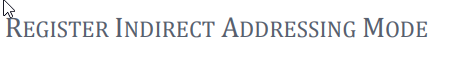 REGISTER INDIRECT ADDRESSING MODE